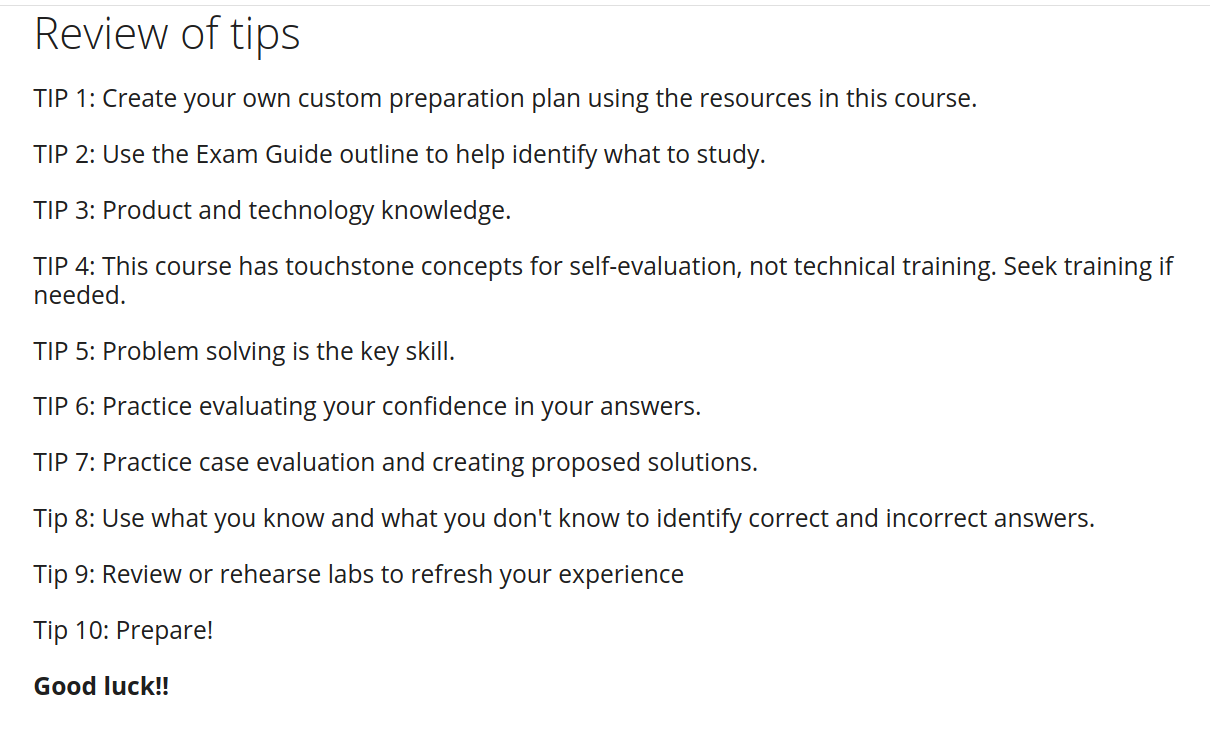 Review of tips
TIP 1: Create your own custom preparation plan using the resources in this course.
TIP 2: Use the Exam Guide outline to help identify what to study.
TIP 3: Product and technology knowledge.
TIP 4: This course has touchstone concepts for self-evaluation, not technical training. Seek training if
needed.
TIP 5: Problem solving is the key skill.
TIP 6: Practice evaluating your confidence in your answers.
TIP 7: Practice case evaluation and creating proposed solutions.
Tip 8: Use what you know and what you don't know to identify correct and incorrect answers.
Tip 9: Review or rehearse labs to refresh your experience
Tip 10: Prepare!
Good luck!!